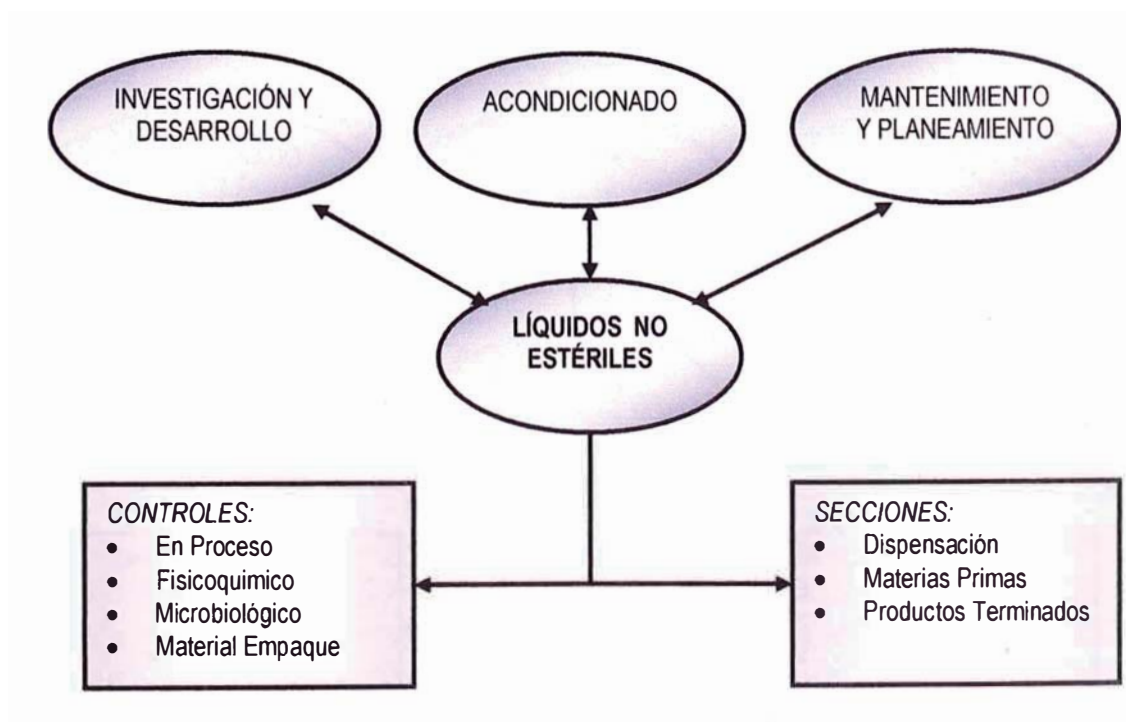 INVESTIGACIÓN Y
DESARROLLO
ACONDICIONADO
MANTENIMIENTO
Y PLANEAMIENTO
LÍQUIDOS NO
ESTÉRILES
CONTROLES:
• En Proceso
• Fisicoquimico
• Microbiológico
• Material Empaque
SECCIONES:
• Dispensación
• Materias Primas
• Productos Terminados